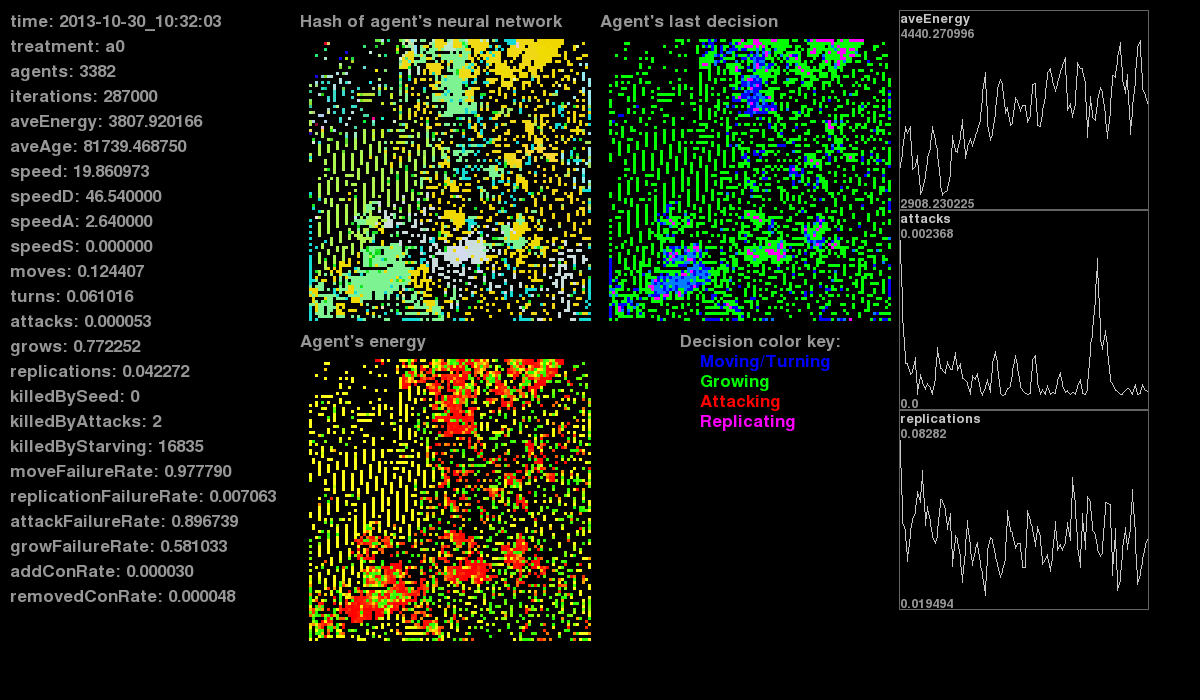 time: 2013-10-30_10:32:03
treatment: a0
agents: 3382
iterations: 287000
aveEnergy: 3807.920166
aveAge: 81739.468750
speed: 19.860973
speedD: 46.540000
speedA: 2.640000
speedS: 0.000000
moves: 0.124407
turns: 0.061016
attacks: 0.000053
grows: 0.772252
replications: 0.042272
killedBySeed: 0
killedByAttacks: 2
killedByStarving: 16835
moveFailureRate: 0.977790
replicationFailureRate: 0.007063
attackFailureRate: 0.896739
growFailureRate: 0.581033
addConRate: 0.000030
removedConRate: 0.000048
Hash of agent's neural network
Agent's last decision
Agent's energy
Decision color key:
Moving/Turning
Growing
Attacking
Replicating
aveEnergy
4440.270996
2908.230225
attacks
0.002368
0.0
replications
0.08282
0.019494